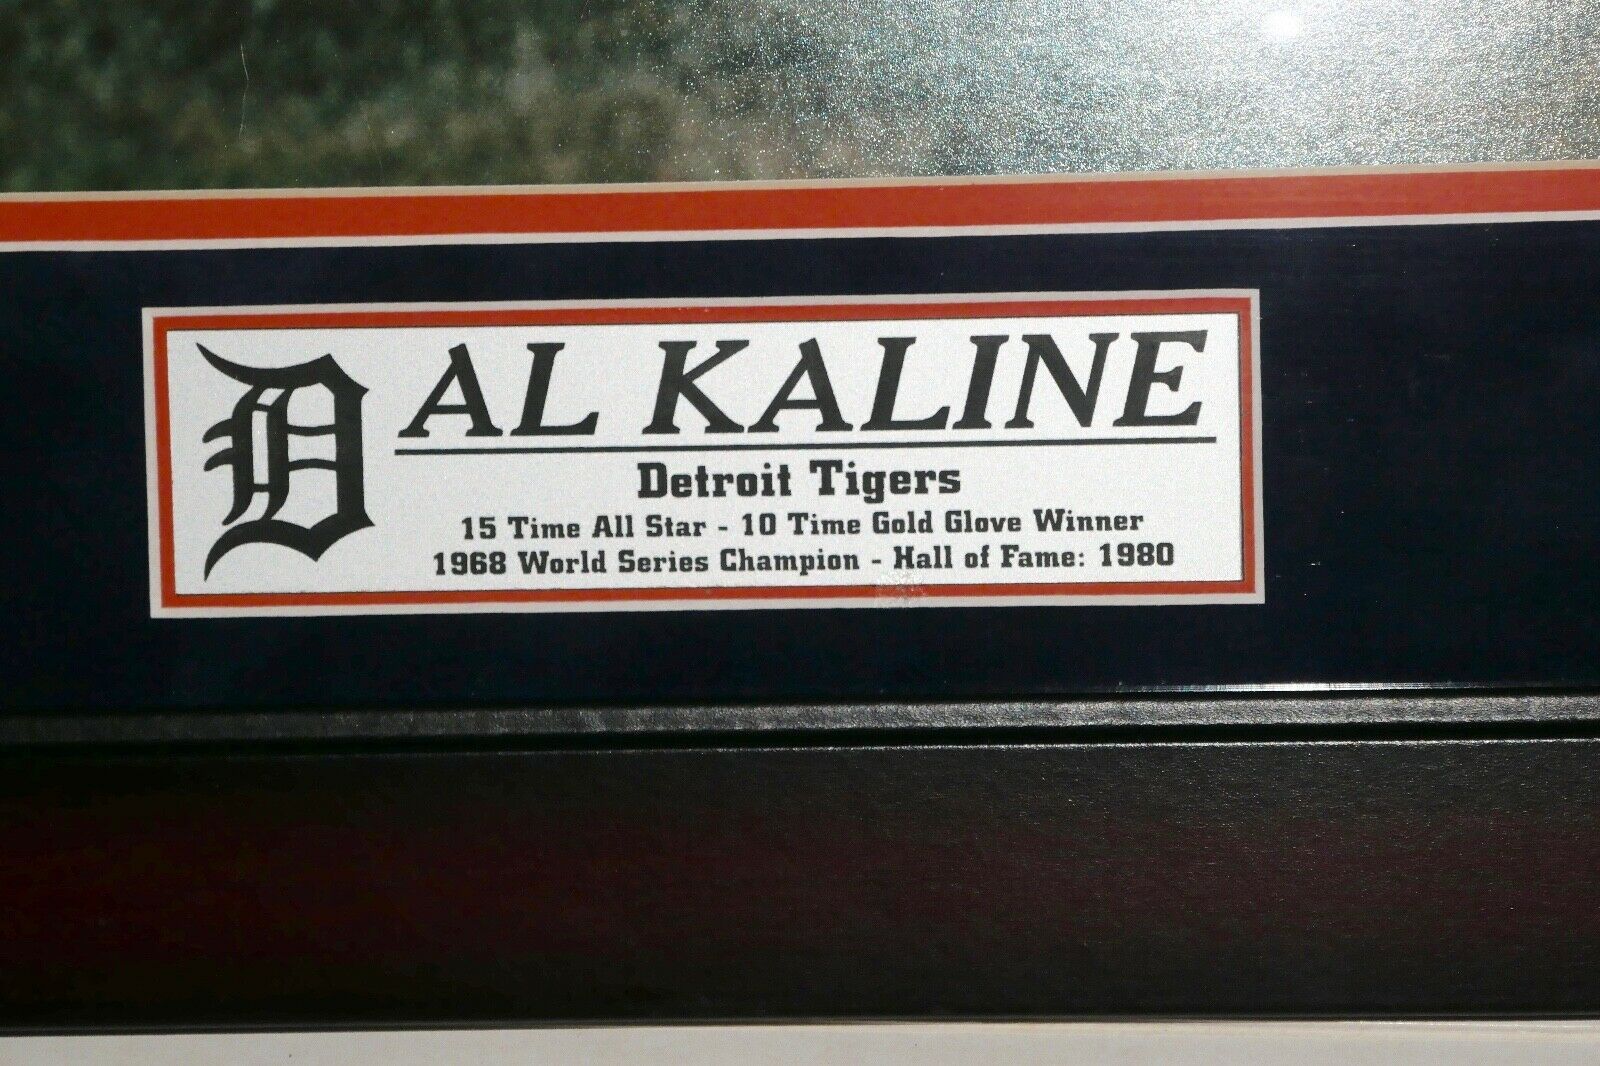 D AL KALINE
Detroit Tigers
15 Time All Star - 10 Time Gold Glove Winner
1968 World Series Champion - Hall of Fame: 1980